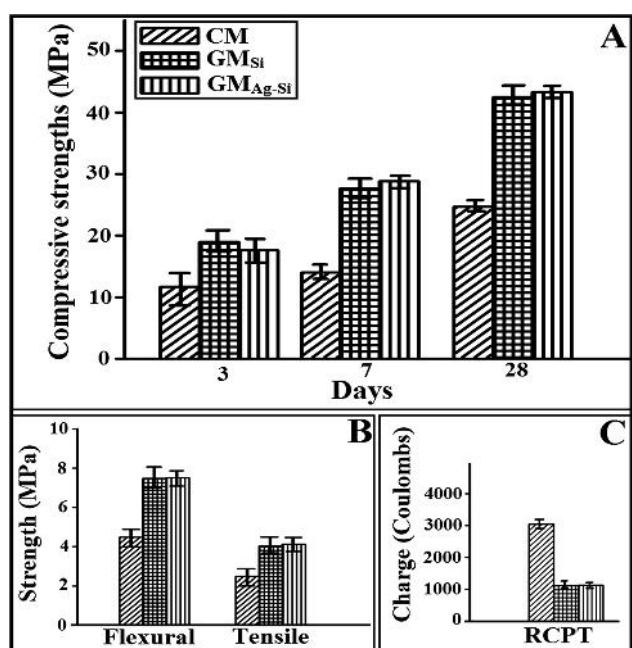 A
CM
GMSi
GMAg-Si
Compressive strengths (MPa)
50
40
30
20
10
0
3 7 28
Days
B
Strength (MPa)
10
8
6
4
2
0
Flexural Tensile
C
Charge (Coulombs)
4000
3000
2000
1000
0
RCPT